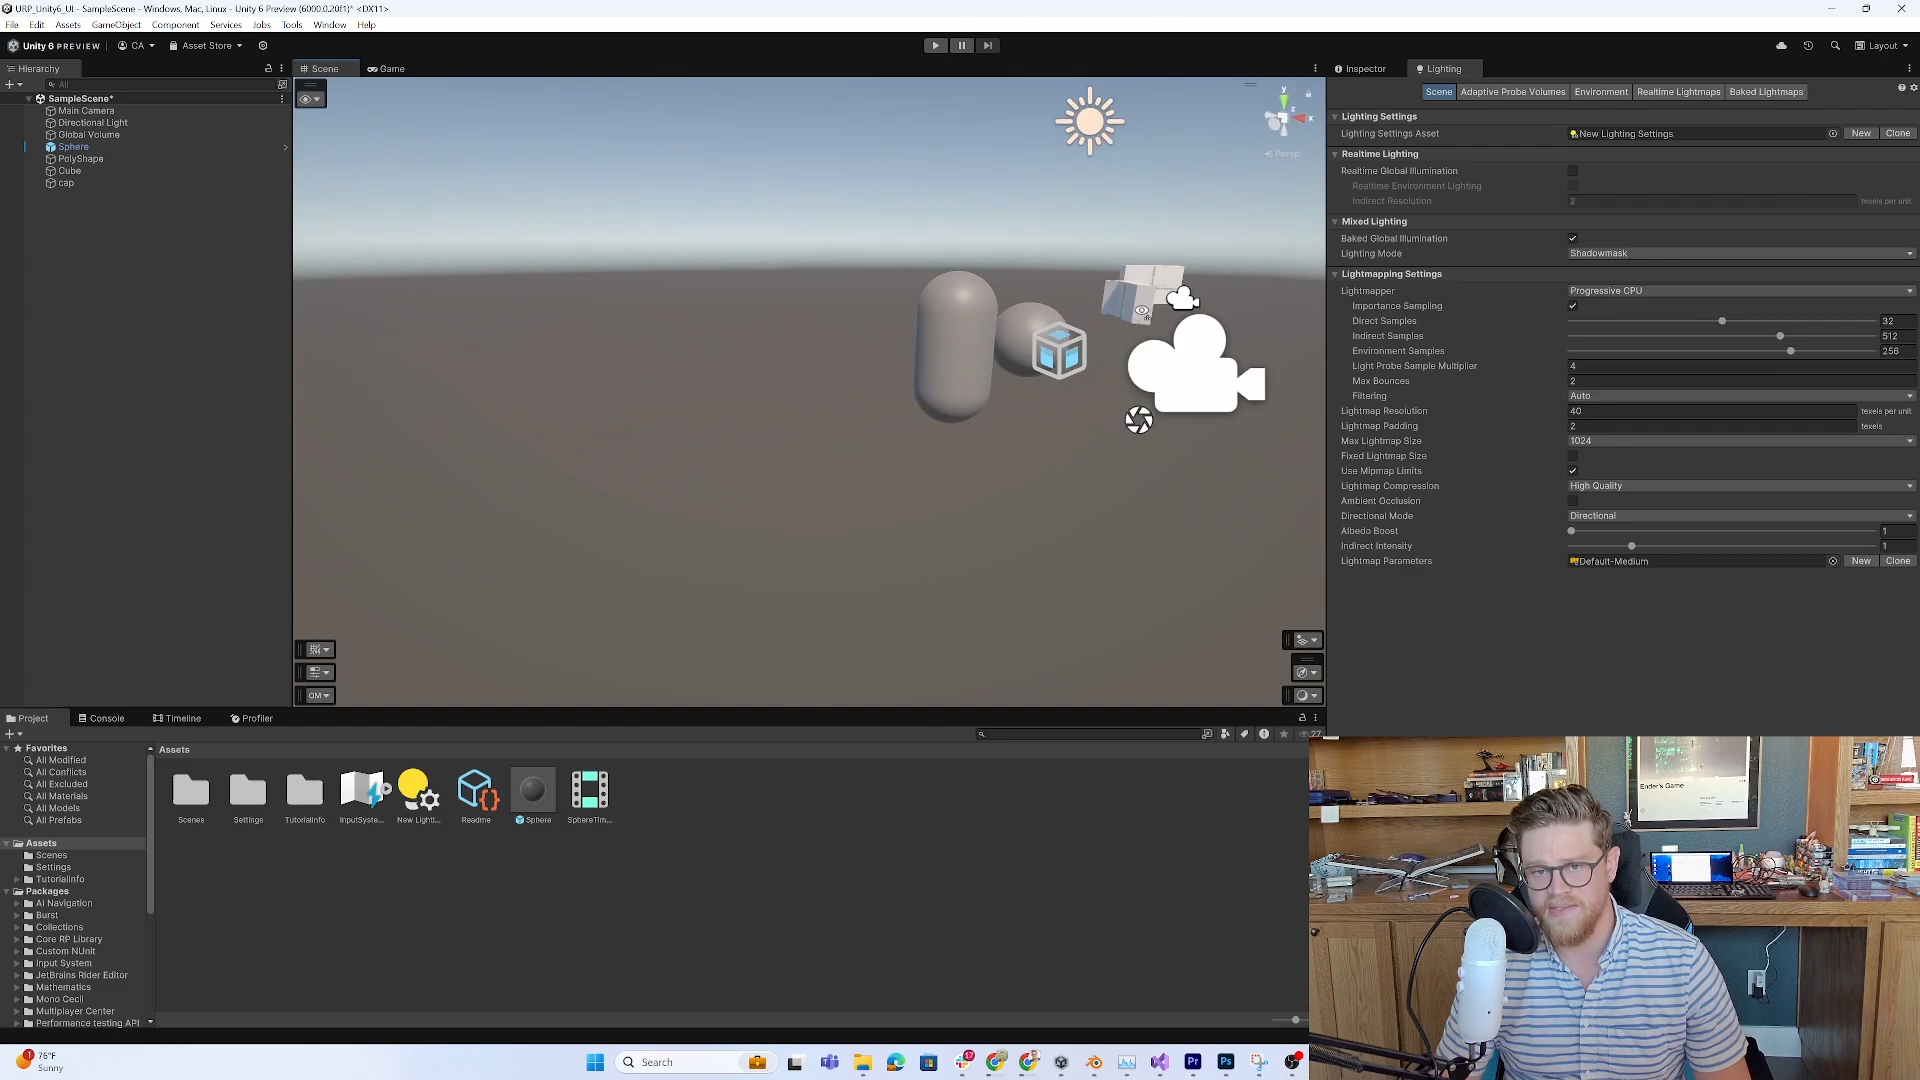 URP_Unity6_UI - SampleScene - Windows, Mac, Linux - Unity 6 Preview (6000.0.20f1)* <DX11>
File Edit Assets GameObject Component Services Jobs Tools Window Help
Unity 6 PREVIEW CA Asset Store Layout
Hierarchy
All
SampleScene*
Main Camera
Directional Light
Global Volume
Sphere
PolyShape
Cube
cap
Scene Game
y
z
x
Persp
Inspector Lighting
Scene Adaptive Probe Volumes Environment Realtime Lightmaps Baked Lightmaps
Lighting Settings
Lighting Settings Asset New Lighting Settings New Clone
Realtime Lighting
Realtime Global Illumination
Realtime Environment Lighting
Indirect Resolution 2 texels per unit
Mixed Lighting
Baked Global Illumination
Lighting Mode Shadowmask
Lightmapping Settings
Lightmapper Progressive CPU
Importance Sampling
Direct Samples 32
Indirect Samples 512
Environment Samples 256
Light Probe Sample Multiplier 4
Max Bounces 2
Filtering Auto
Lightmap Resolution 40 texels per unit
Lightmap Padding 2 texels
Max Lightmap Size 1024
Fixed Lightmap Size
Use Mipmap Limits
Lightmap Compression High Quality
Ambient Occlusion
Directional Mode Directional
Albedo Boost 1
Indirect Intensity 1
Lightmap Parameters Default-Medium New Clone
Project Console Timeline Profiler
27
Favorites
All Modified
All Conflicts
All Excluded
All Materials
All Models
All Prefabs
Assets
Scenes
Settings
TutorialInfo
Packages
AI Navigation
Burst
Collections
Core RP Library
Custom NUnit
Input System
JetBrains Rider Editor
Mathematics
Mono Cecil
Multiplayer Center
Performance testing API
Assets
Scenes Settings TutorialInfo InputSyste... New Lighti... Readme Sphere SphereTim...
Ender's Game
1
76°F
Sunny
Search
17
Pr
Ps